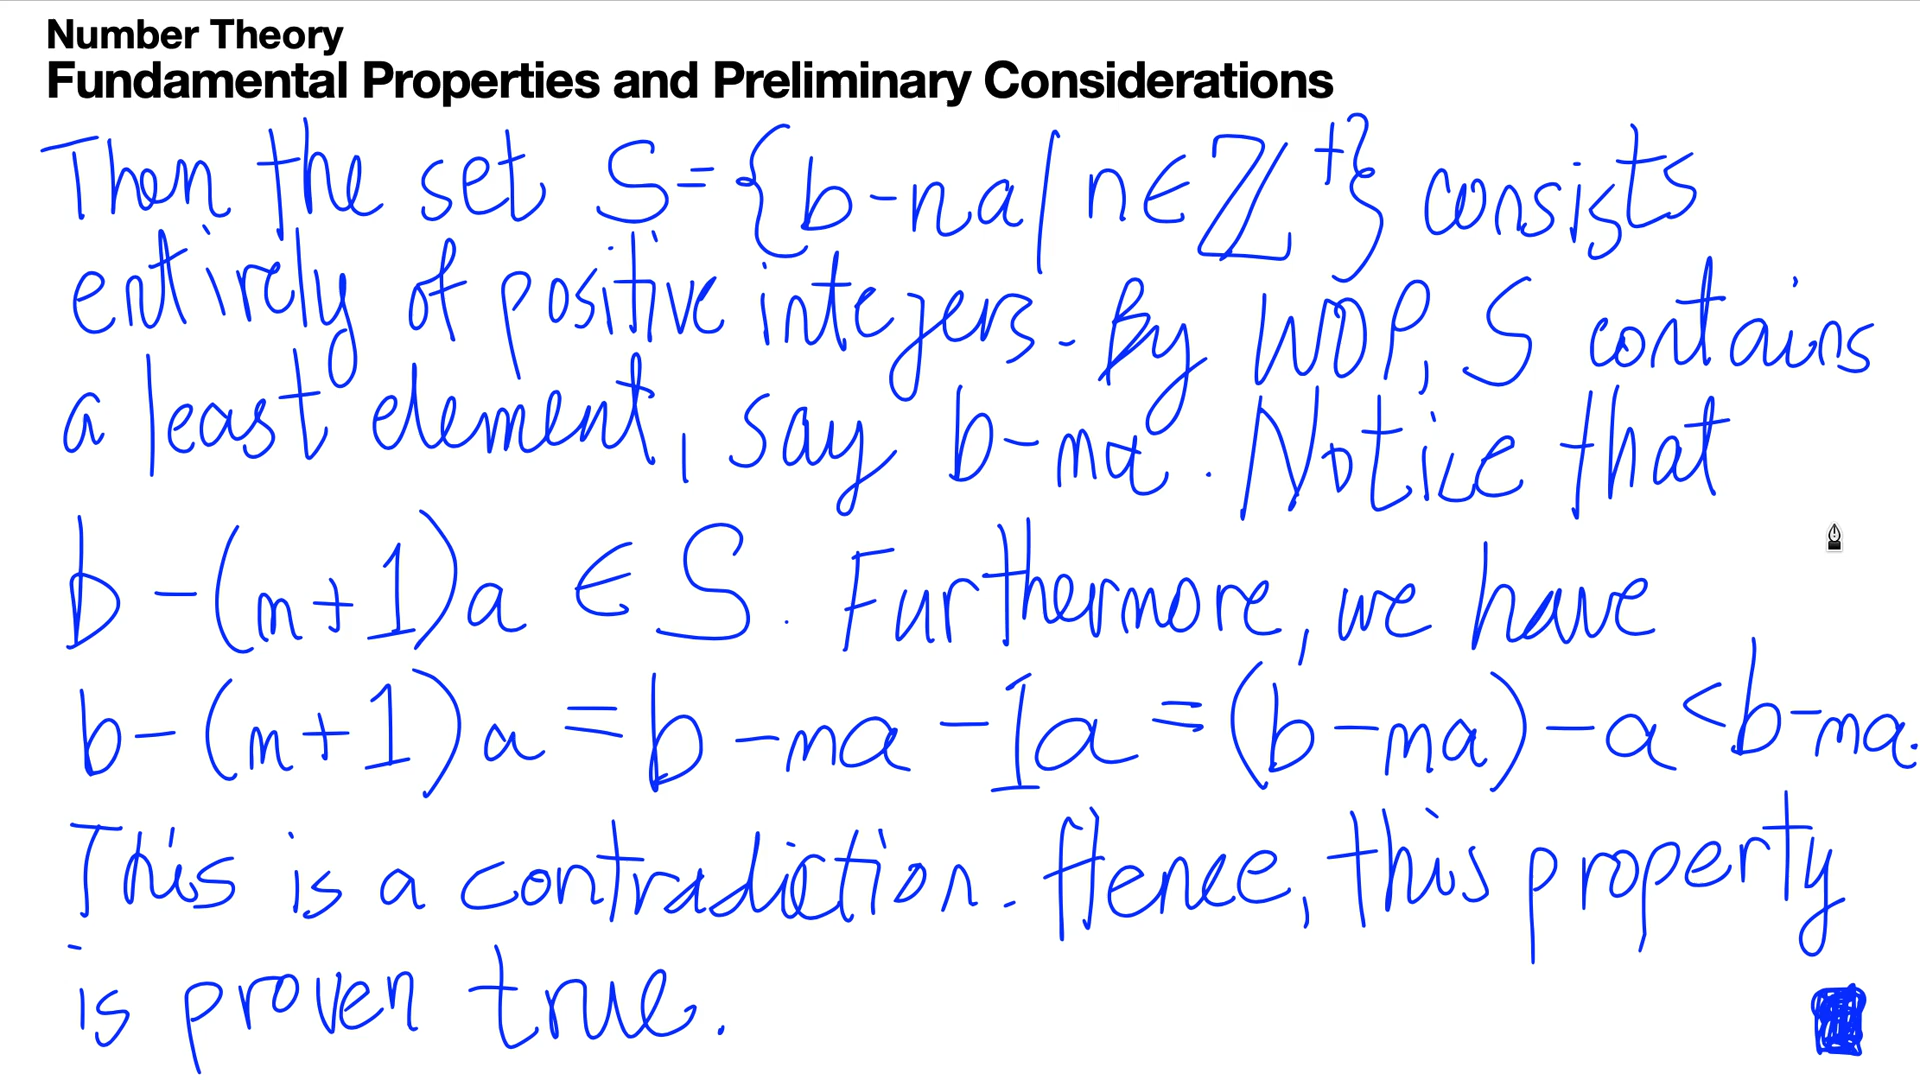 Number Theory
Fundamental Properties and Preliminary Considerations
Then the set S={b-na|n∈ℤ⁺} consists
entirely of positive integers. By WOP, S contains
a least element, say b-ma. Notice that
b-(m+1)a ∈ S. Furthermore, we have
b-(m+1)a=b-ma-1a=(b-ma)-a<b-ma.
This is a contradiction. Hence, this property
is proven true.